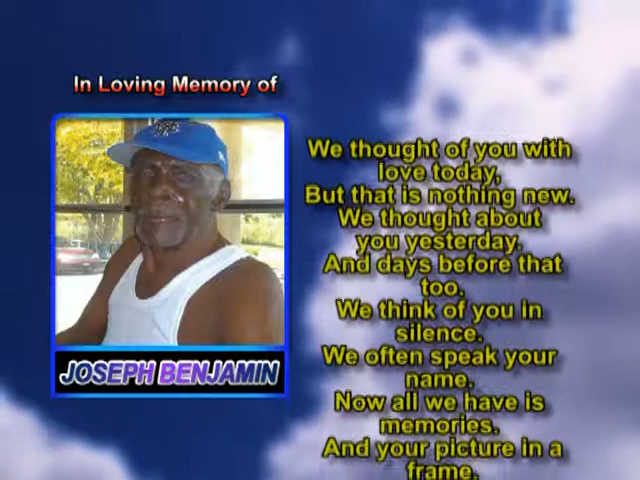 In Loving Memory of
JOSEPH BENJAMIN
We thought of you with
love today,
But that is nothing new.
We thought about
you yesterday.
And days before that
too.
We think of you in
silence.
We often speak your
name.
Now all we have is
memories.
And your picture in a
frame.